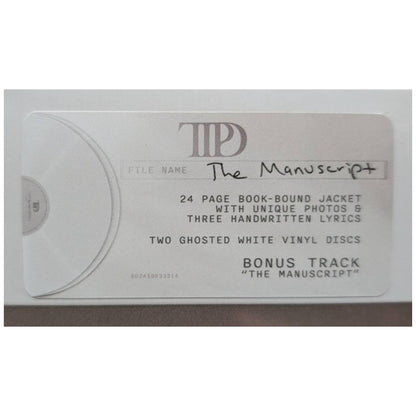 TTPD
FILE NAME The Manuscript
24 PAGE BOOK-BOUND JACKET
WITH UNIQUE PHOTOS &
THREE HANDWRITTEN LYRICS
TWO GHOSTED WHITE VINYL DISCS
BONUS TRACK
"THE MANUSCRIPT"